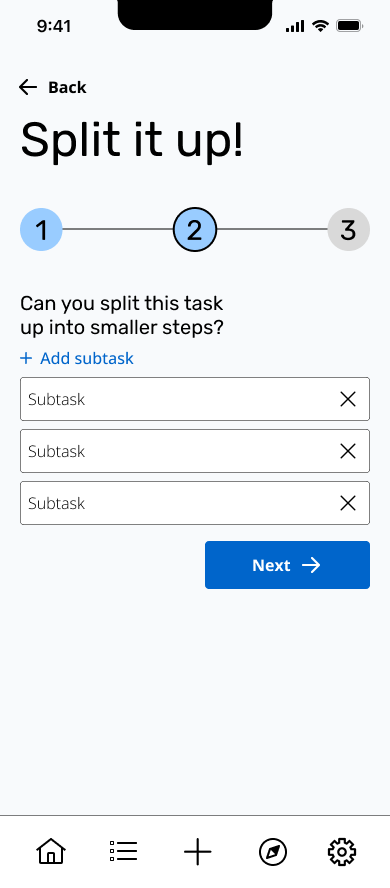 9:41
Back
Split it up!
1 2 3
Can you split this task
up into smaller steps?
+ Add subtask
Subtask
Subtask
Subtask
Next